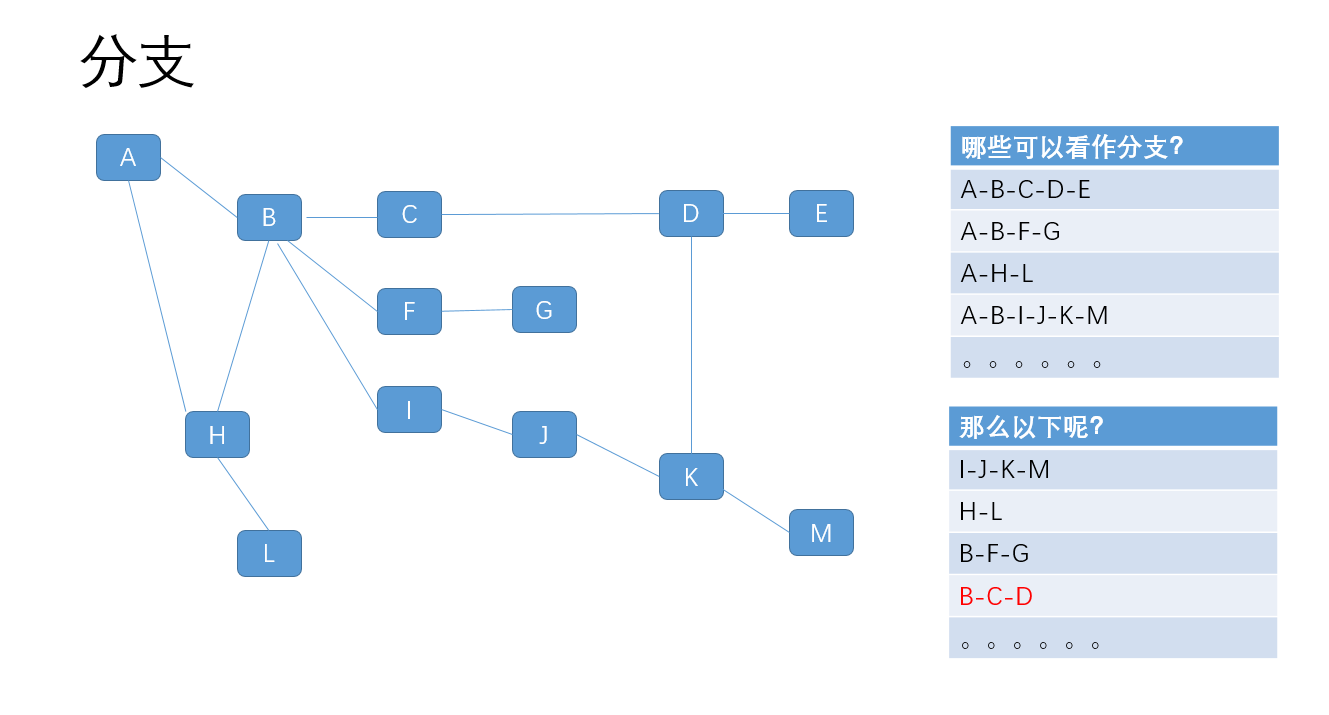 分支
A
B
C
D
E
F
G
H
I
J
K
L
M
哪些可以看作分支?
A-B-C-D-E
A-B-F-G
A-H-L
A-B-I-J-K-M
。。。。。。
那么以下呢?
I-J-K-M
H-L
B-F-G
B-C-D
。。。。。。